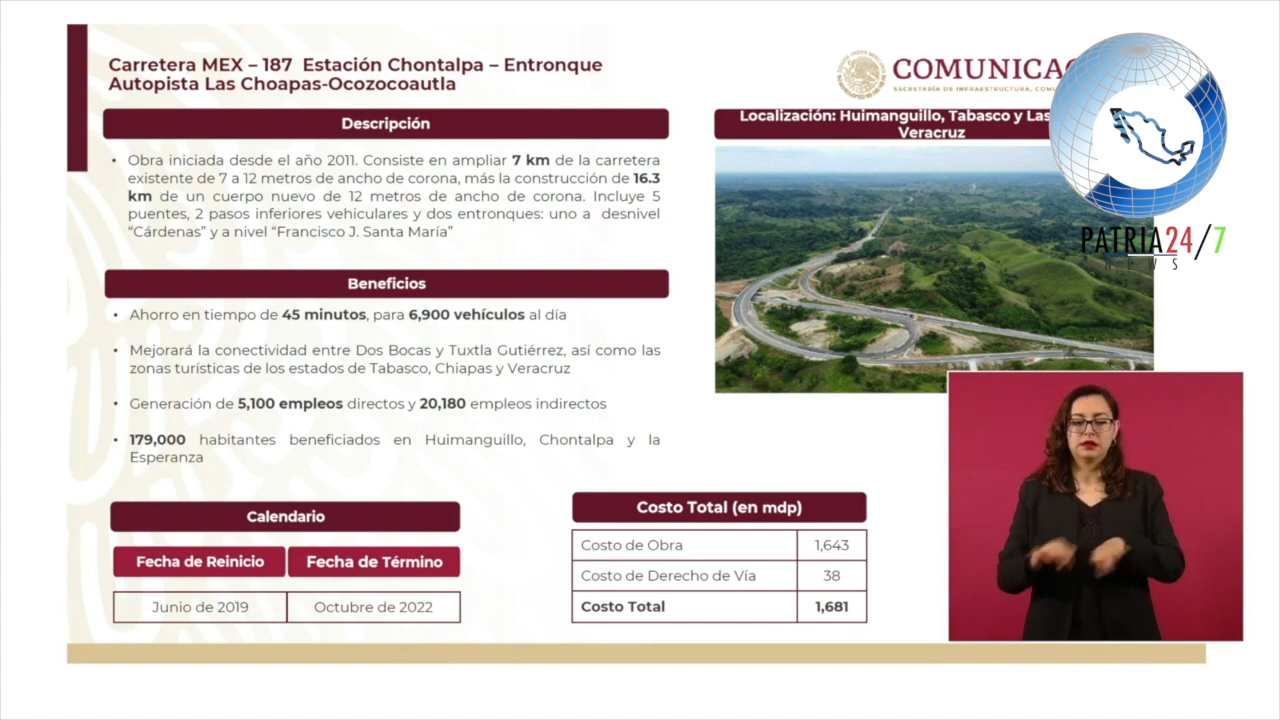 Carretera MEX – 187 Estación Chontalpa – Entronque
Autopista Las Choapas-Ocozocoautla
Descripción
• Obra iniciada desde el año 2011. Consiste en ampliar 7 km de la carretera
existente de 7 a 12 metros de ancho de corona, más la construcción de 16.3
km de un cuerpo nuevo de 12 metros de ancho de corona. Incluye 5
puentes, 2 pasos inferiores vehiculares y dos entronques: uno a desnivel
“Cárdenas” y a nivel “Francisco J. Santa María”
Beneficios
• Ahorro en tiempo de 45 minutos, para 6,900 vehículos al día
• Mejorará la conectividad entre Dos Bocas y Tuxtla Gutiérrez, así como las
zonas turísticas de los estados de Tabasco, Chiapas y Veracruz
• Generación de 5,100 empleos directos y 20,180 empleos indirectos
• 179,000 habitantes beneficiados en Huimanguillo, Chontalpa y la
Esperanza
Calendario
Fecha de Reinicio Fecha de Término
Junio de 2019 Octubre de 2022
COMUNICAC
SECRETARÍA DE INFRAESTRUCTURA, COMU
Localización: Huimanguillo, Tabasco y Las
Veracruz
PATRIA24/7
NEWS
Costo Total (en mdp)
Costo de Obra 1,643
Costo de Derecho de Vía 38
Costo Total 1,681